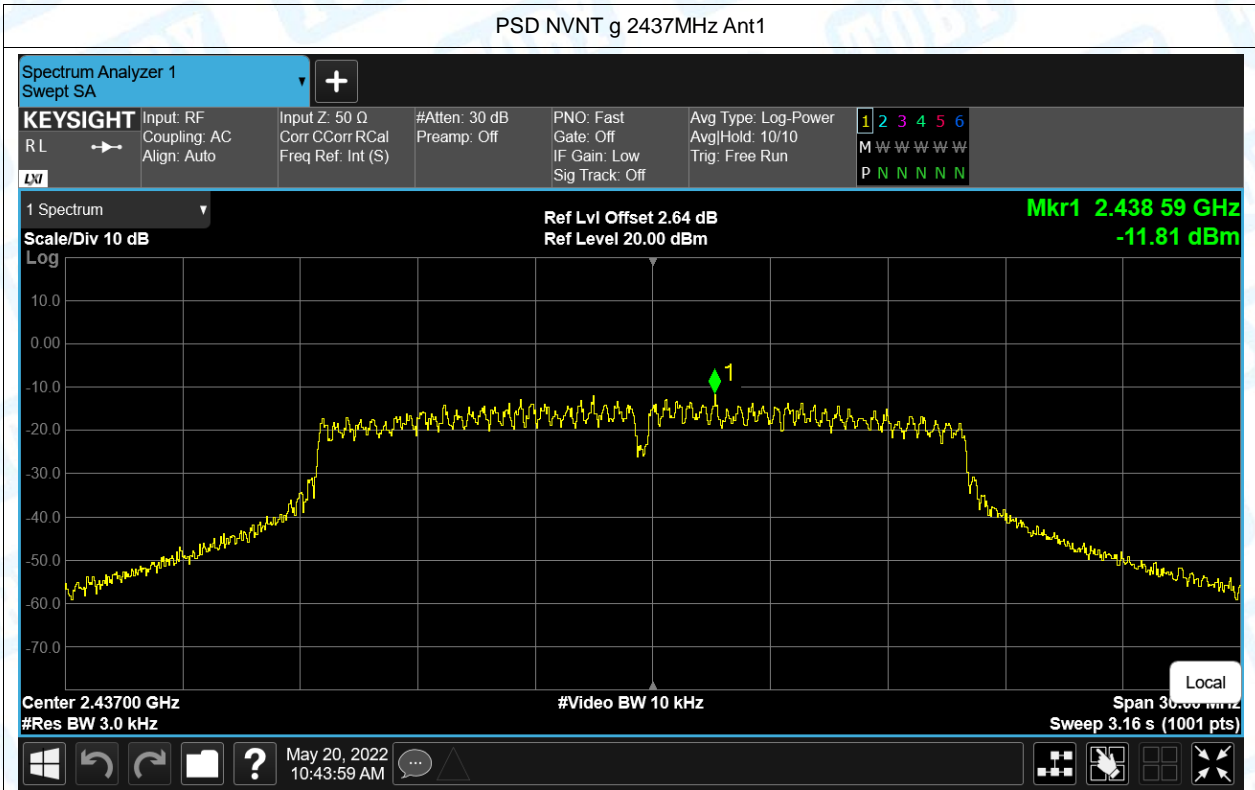 PSD NVNT g 2437MHz Ant1
Spectrum Analyzer 1
Swept SA
+
KEYSIGHT
RL
LXI
Input: RF
Coupling: AC
Align: Auto
Input Z: 50 Ω
Corr CCorr RCal
Freq Ref: Int (S)
#Atten: 30 dB
Preamp: Off
PNO: Fast
Gate: Off
IF Gain: Low
Sig Track: Off
Avg Type: Log-Power
Avg|Hold: 10/10
Trig: Free Run
1 2 3 4 5 6
M W W W W W
P N N N N N
1 Spectrum
Scale/Div 10 dB
Ref Lvl Offset 2.64 dB
Ref Level 20.00 dBm
Mkr1 2.438 59 GHz
-11.81 dBm
Log
10.0
0.00
-10.0
-20.0
-30.0
-40.0
-50.0
-60.0
-70.0
1
Local
Center 2.43700 GHz
#Video BW 10 kHz
Span 30.00 MHz
#Res BW 3.0 kHz
Sweep 3.16 s (1001 pts)
?
May 20, 2022
10:43:59 AM